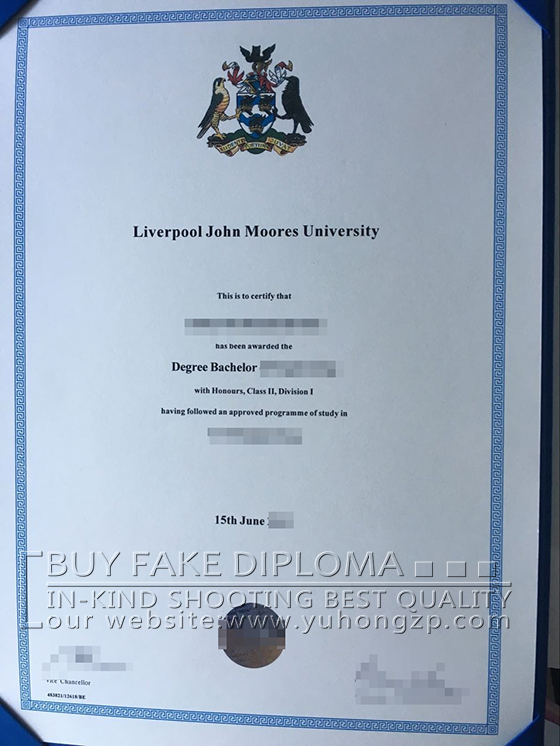 Liverpool John Moores University
This is to certify that
has been awarded the
Degree Bachelor
with Honours, Class II, Division I
having followed an approved programme of study in
15th June
BUY FAKE DIPLOMA
IN-KIND SHOOTING BEST QUALITY
our website:www.yuhongzp.com
Vice Chancellor